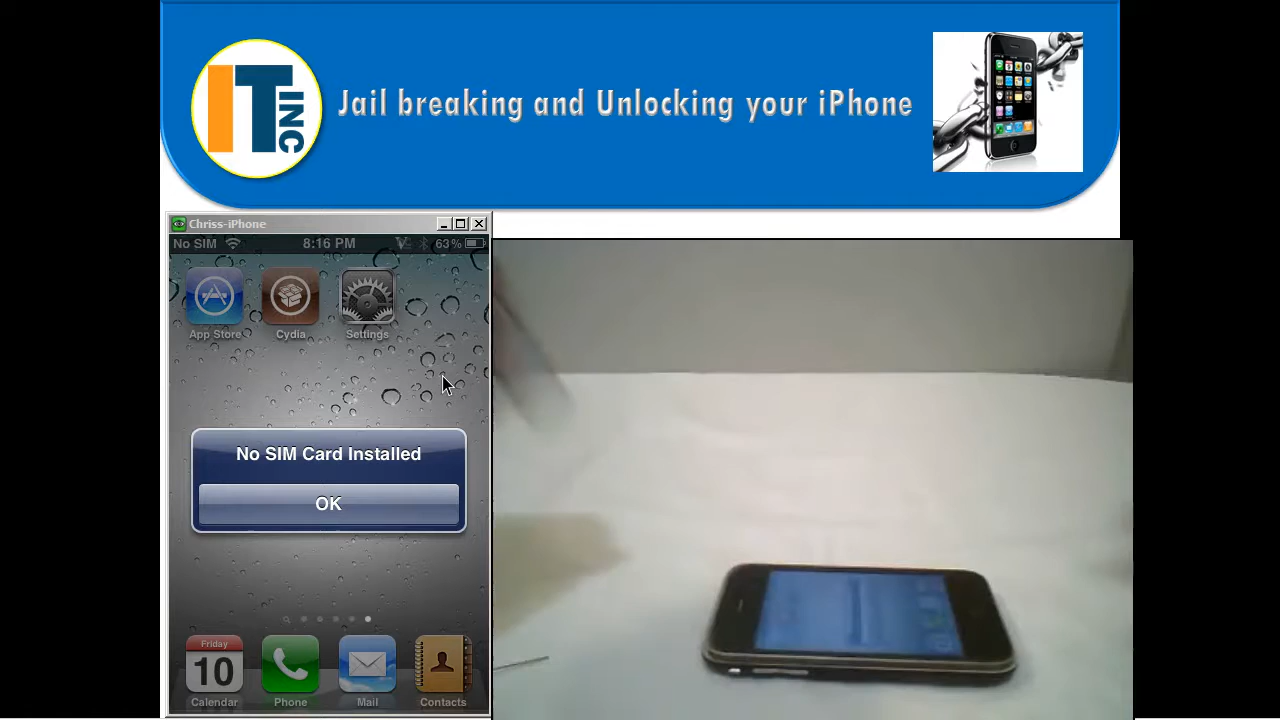 IT INC
Jail breaking and Unlocking your iPhone
Chriss-iPhone
No SIM 8:16 PM 63%
App Store Cydia Settings
No SIM Card Installed
OK
Friday
10
Calendar Phone Mail Contacts